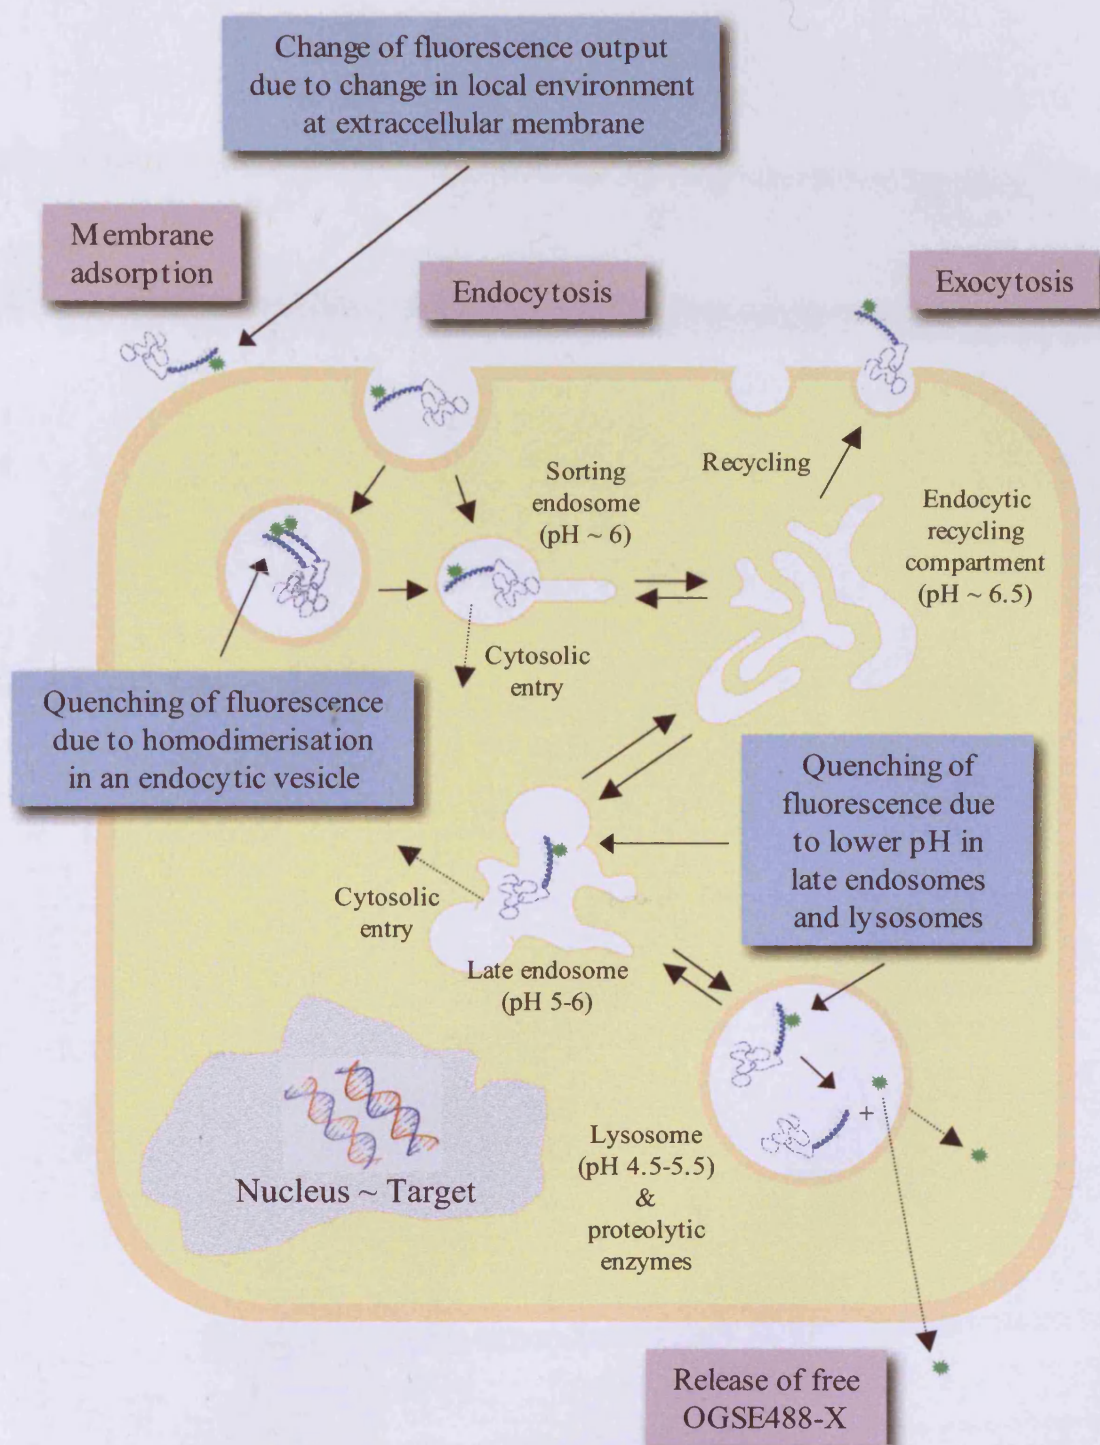 Change of fluorescence output
due to change in local environment
at extraccellular membrane
Membrane
adsorption
Endocytosis
Exocytosis
Sorting
endosome
(pH ~ 6)
Recycling
Endocytic
recycling
compartment
(pH ~ 6.5)
Cytosolic
entry
Quenching of fluorescence
due to homodimerisation
in an endocytic vesicle
Quenching of
fluorescence due
to lower pH in
late endosomes
and lysosomes
Cytosolic
entry
Late endosome
(pH 5-6)
+
Lysosome
(pH 4.5-5.5)
&
proteolytic
enzymes
Nucleus ~ Target
Release of free
OGSE488-X